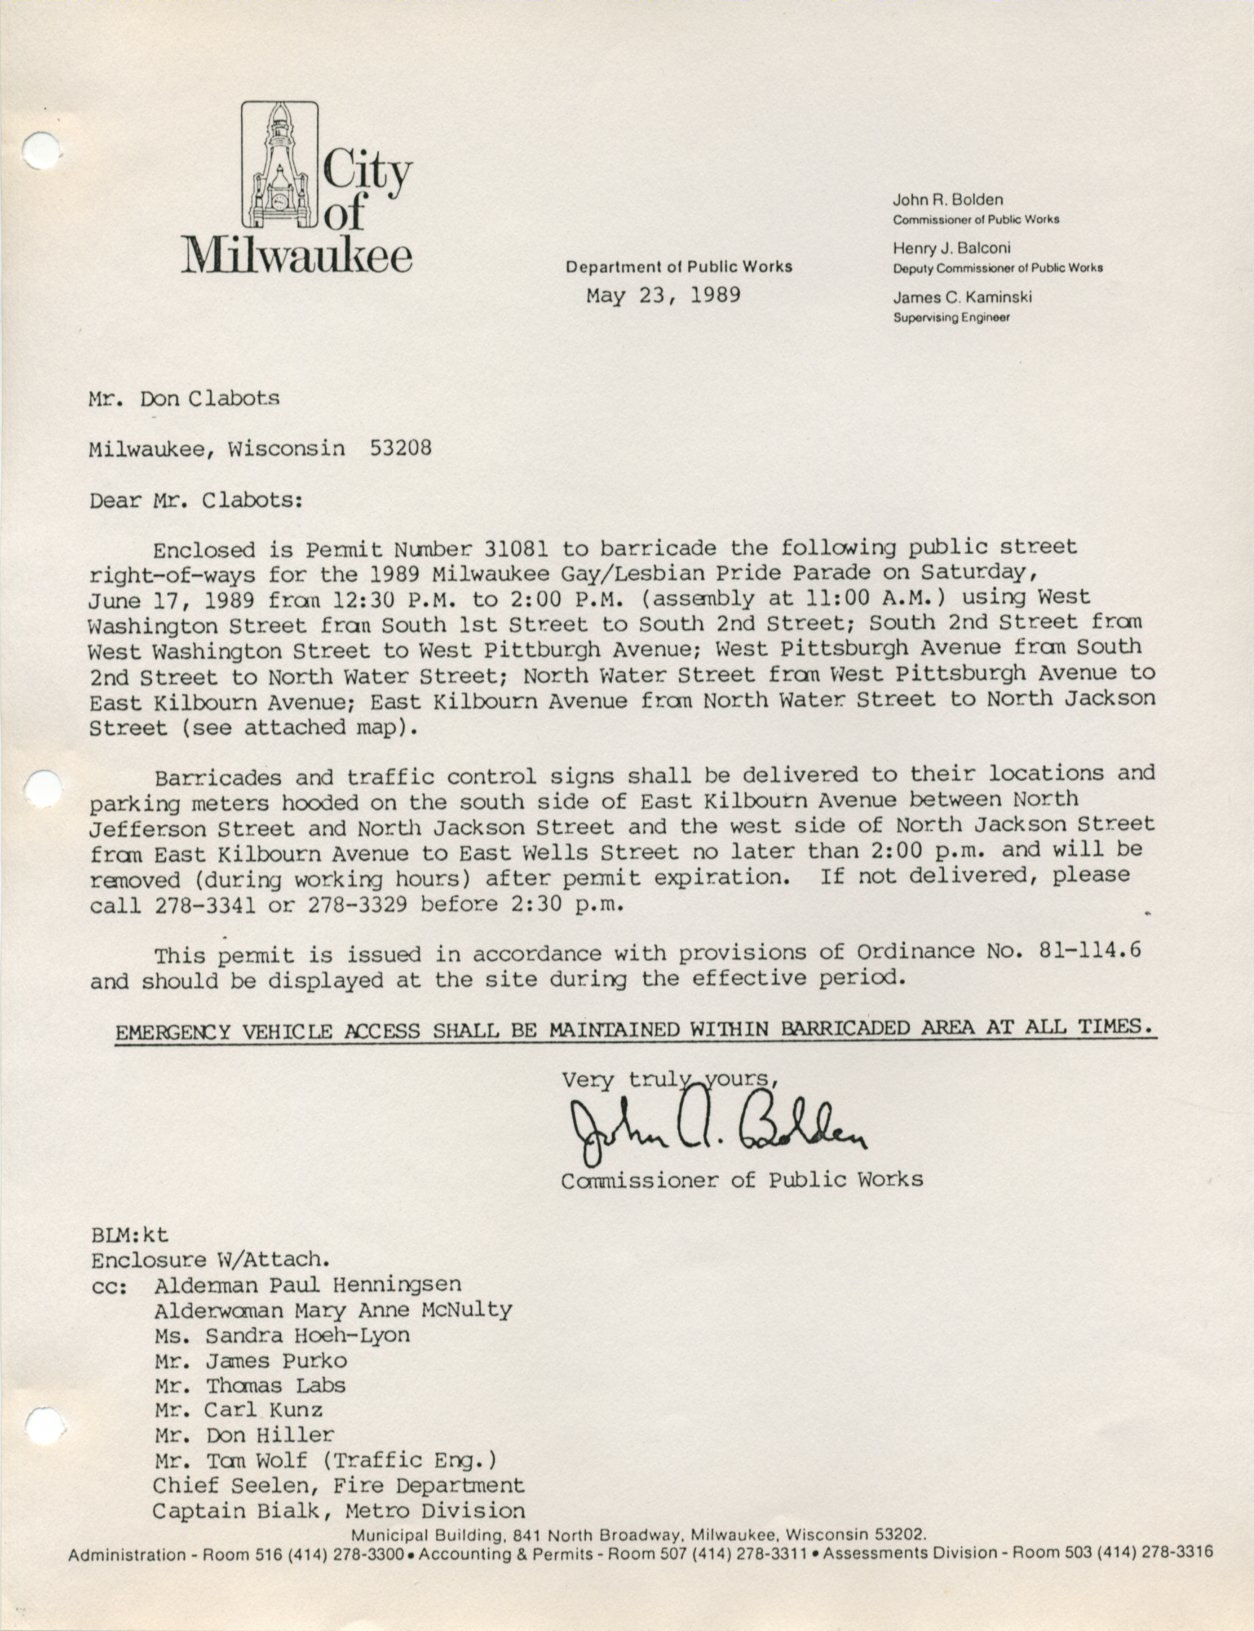 City
of
Milwaukee
Department of Public Works
May 23, 1989
John R. Bolden
Commissioner of Public Works
Henry J. Balconi
Deputy Commissioner of Public Works
James C. Kaminski
Supervising Engineer
Mr. Don Clabots
Milwaukee, Wisconsin 53208
Dear Mr. Clabots:
Enclosed is Permit Number 31081 to barricade the following public street
right-of-ways for the 1989 Milwaukee Gay/Lesbian Pride Parade on Saturday,
June 17, 1989 from 12:30 P.M. to 2:00 P.M. (assembly at 11:00 A.M.) using West
Washington Street from South 1st Street to South 2nd Street; South 2nd Street from
West Washington Street to West Pittburgh Avenue; West Pittsburgh Avenue from South
2nd Street to North Water Street; North Water Street from West Pittsburgh Avenue to
East Kilbourn Avenue; East Kilbourn Avenue from North Water Street to North Jackson
Street (see attached map).
Barricades and traffic control signs shall be delivered to their locations and
parking meters hooded on the south side of East Kilbourn Avenue between North
Jefferson Street and North Jackson Street and the west side of North Jackson Street
from East Kilbourn Avenue to East Wells Street no later than 2:00 p.m. and will be
removed (during working hours) after permit expiration. If not delivered, please
call 278-3341 or 278-3329 before 2:30 p.m.
This permit is issued in accordance with provisions of Ordinance No. 81-114.6
and should be displayed at the site during the effective period.
EMERGENCY VEHICLE ACCESS SHALL BE MAINTAINED WITHIN BARRICADED AREA AT ALL TIMES.
Very truly yours,
John A. Bolden
Commissioner of Public Works
BLM:kt
Enclosure W/Attach.
cc: Alderman Paul Henningsen
Alderwoman Mary Anne McNulty
Ms. Sandra Hoeh-Lyon
Mr. James Purko
Mr. Thomas Labs
Mr. Carl Kunz
Mr. Don Hiller
Mr. Tom Wolf (Traffic Eng.)
Chief Seelen, Fire Department
Captain Bialk, Metro Division
Municipal Building, 841 North Broadway, Milwaukee, Wisconsin 53202.
Administration - Room 516 (414) 278-3300 • Accounting & Permits - Room 507 (414) 278-3311 • Assessments Division - Room 503 (414) 278-3316